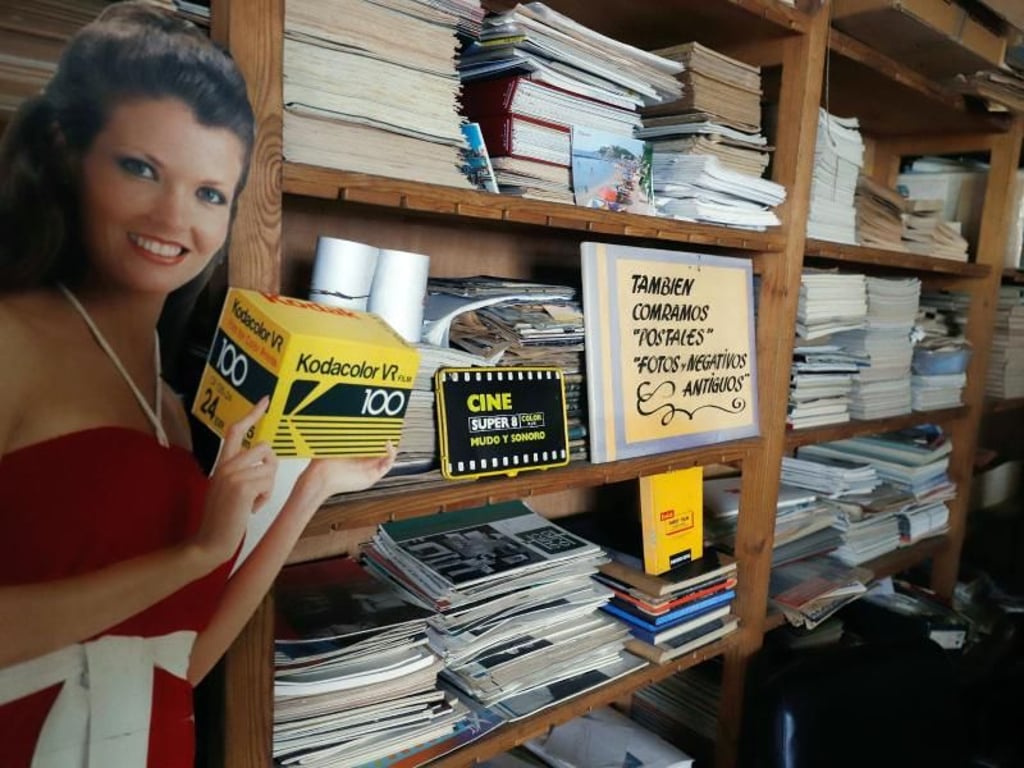 Kodak
Kodacolor VR
100
24
Kodacolor VR FILM
100
CINE
SUPER 8 COLOR
MUDO Y SONORO
TAMBIEN
COMRAMOS
"POSTALES"
"FOTOS Y NEGATIVOS
ANTIGUOS"